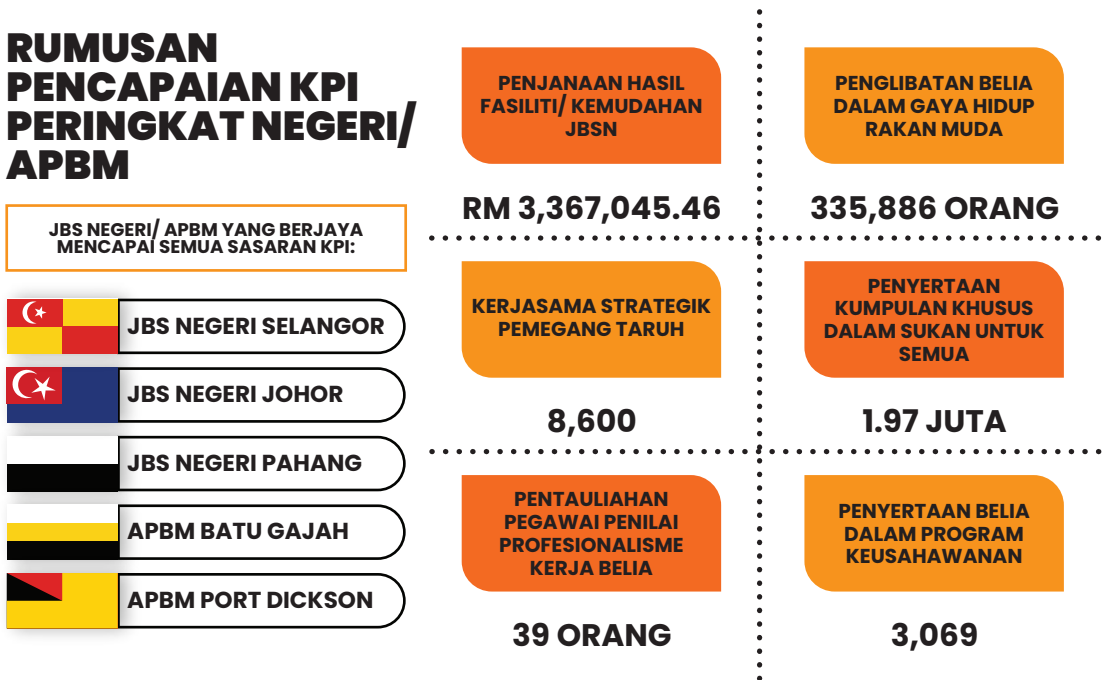 RUMUSAN
PENCAPAIAN KPI
PERINGKAT NEGERI/
APBM
JBS NEGERI/ APBM YANG BERJAYA
MENCAPAI SEMUA SASARAN KPI:
JBS NEGERI SELANGOR
JBS NEGERI JOHOR
JBS NEGERI PAHANG
APBM BATU GAJAH
APBM PORT DICKSON
PENJANAAN HASIL
FASILITI/ KEMUDAHAN
JBSN
RM 3,367,045.46
PENGLIBATAN BELIA
DALAM GAYA HIDUP
RAKAN MUDA
335,886 ORANG
KERJASAMA STRATEGIK
PEMEGANG TARUH
8,600
PENYERTAAN
KUMPULAN KHUSUS
DALAM SUKAN UNTUK
SEMUA
1.97 JUTA
PENTAULIAHAN
PEGAWAI PENILAI
PROFESIONALISME
KERJA BELIA
39 ORANG
PENYERTAAN BELIA
DALAM PROGRAM
KEUSAHAWANAN
3,069